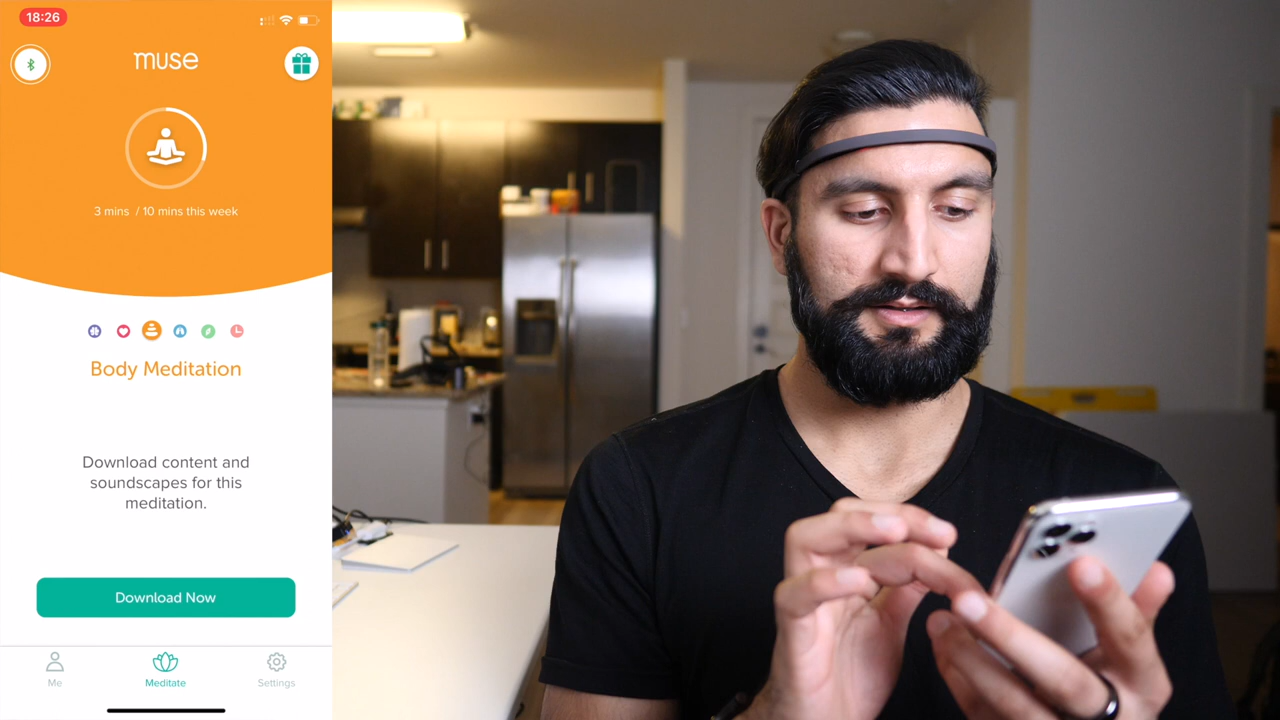 18:26
muse
3 mins / 10 mins this week
Body Meditation
Download content and
soundscapes for this
meditation.
Download Now
Me
Meditate
Settings